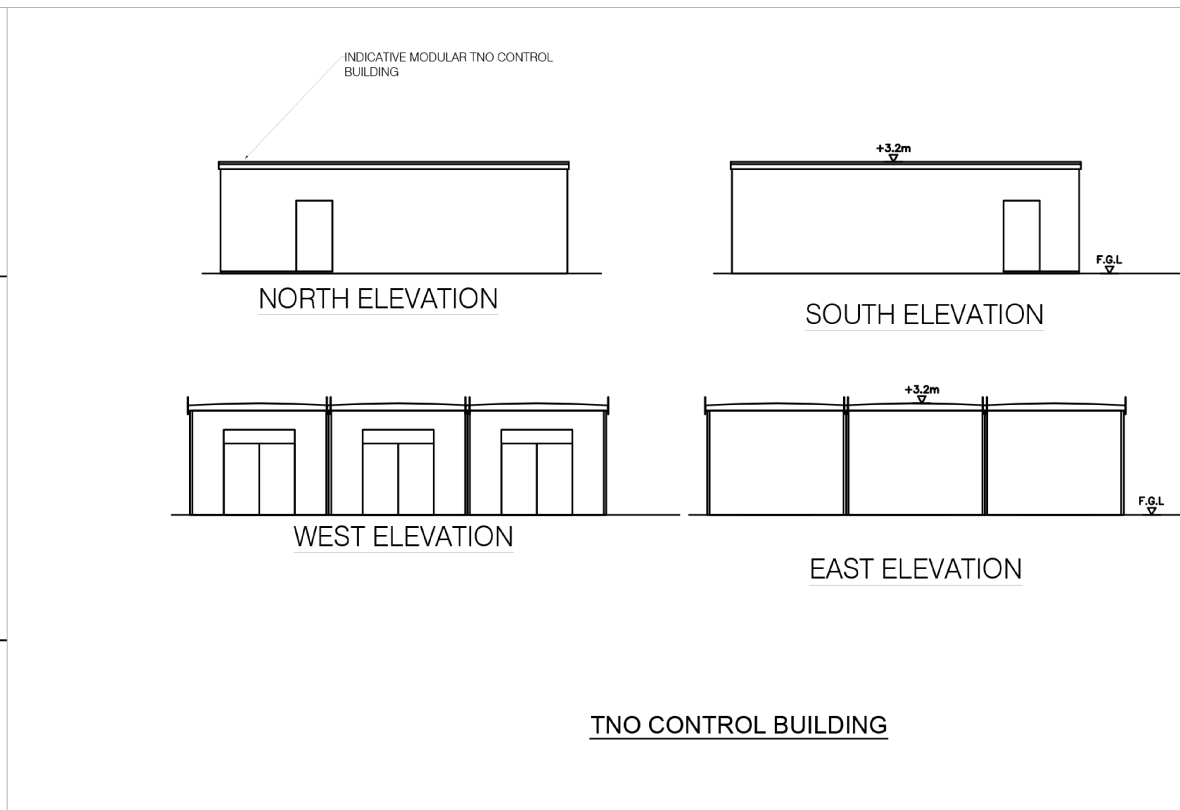 INDICATIVE MODULAR TNO CONTROL
BUILDING
+3.2m
F.G.L
NORTH ELEVATION
SOUTH ELEVATION
+3.2m
F.G.L
WEST ELEVATION
EAST ELEVATION
TNO CONTROL BUILDING